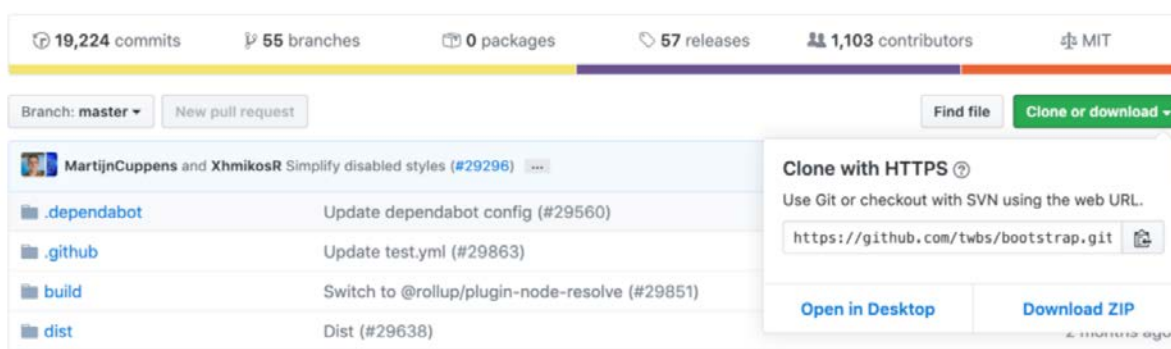 19,224 commits 55 branches 0 packages 57 releases 1,103 contributors MIT
Branch: master New pull request Find file Clone or download
MartijnCuppens and XhmikosR Simplify disabled styles (#29296) ...
Clone with HTTPS
Use Git or checkout with SVN using the web URL.
https://github.com/twbs/bootstrap.git
Open in Desktop Download ZIP
.dependabot Update dependabot config (#29560)
.github Update test.yml (#29863)
build Switch to @rollup/plugin-node-resolve (#29851)
dist Dist (#29638) 2 months ago